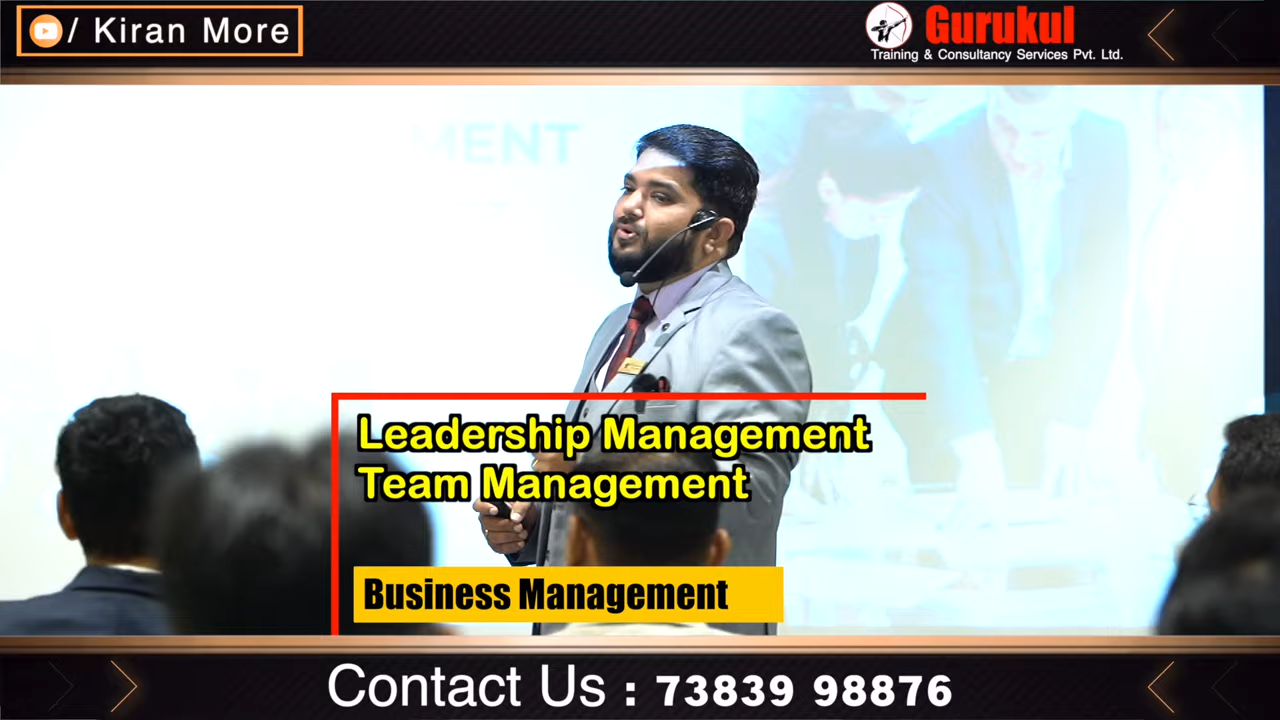 / Kiran More
Gurukul
Training & Consultancy Services Pvt. Ltd.
MENT
Leadership Management
Team Management
Business Management
Contact Us : 73839 98876